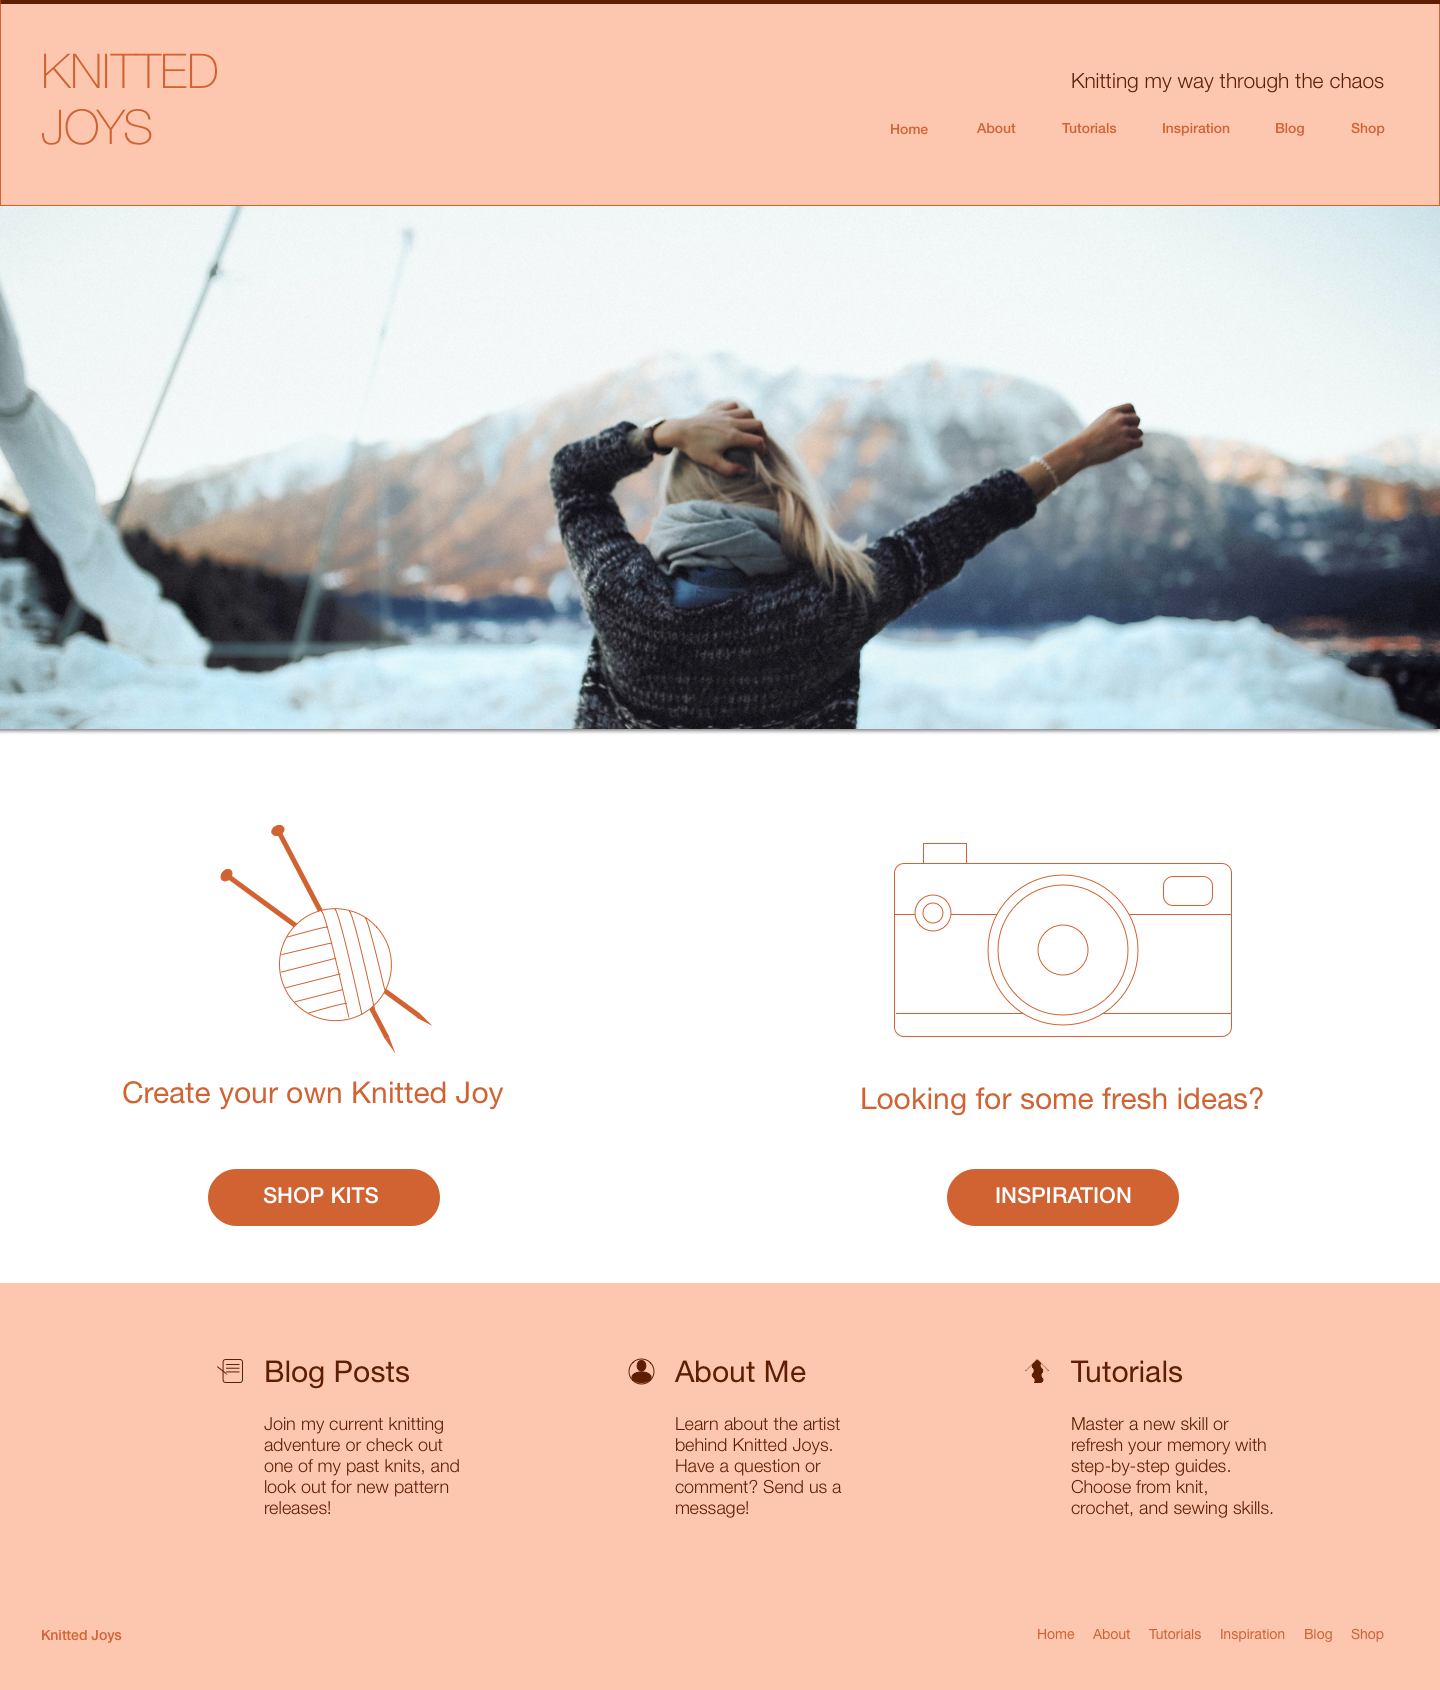 KNITTED
JOYS
Knitting my way through the chaos
Home About Tutorials Inspiration Blog Shop
Create your own Knitted Joy
Looking for some fresh ideas?
SHOP KITS
INSPIRATION
Blog Posts
Join my current knitting
adventure or check out
one of my past knits, and
look out for new pattern
releases!
About Me
Learn about the artist
behind Knitted Joys.
Have a question or
comment? Send us a
message!
Tutorials
Master a new skill or
refresh your memory with
step-by-step guides.
Choose from knit,
crochet, and sewing skills.
Knitted Joys
Home About Tutorials Inspiration Blog Shop